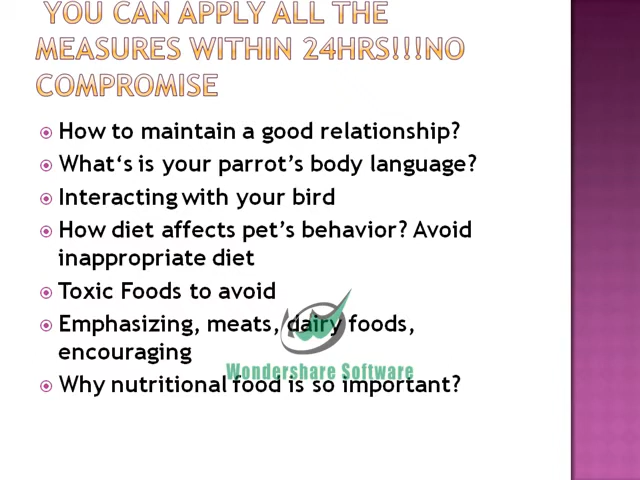 YOU CAN APPLY ALL THE
MEASURES WITHIN 24HRS!!!NO
COMPROMISE
How to maintain a good relationship?
What‘s is your parrot’s body language?
Interacting with your bird
How diet affects pet’s behavior? Avoid
inappropriate diet
Toxic Foods to avoid
Emphasizing, meats, dairy foods,
encouraging
Wondershare Software
Why nutritional food is so important?